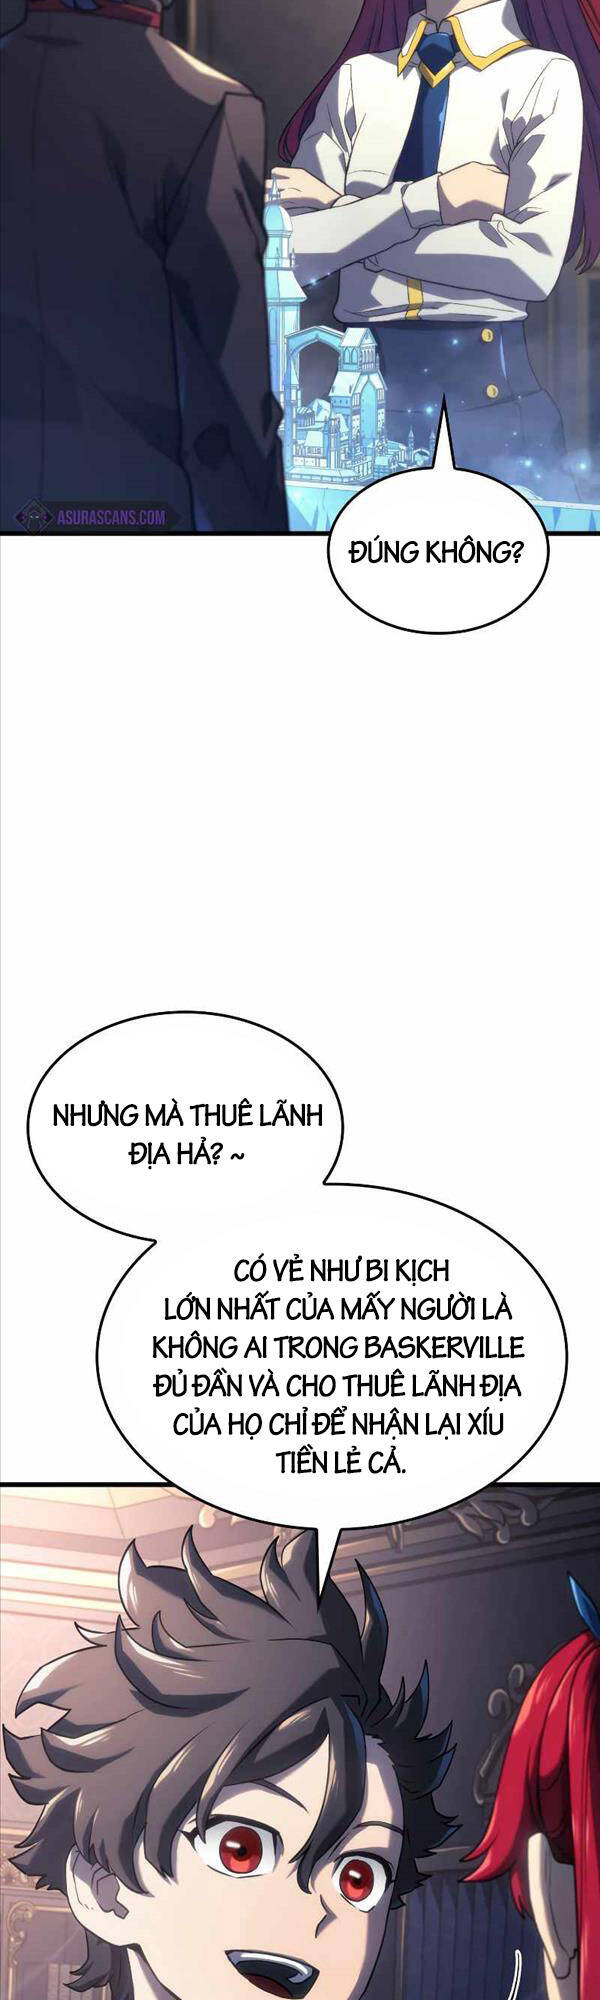 ASURASCANS.COM
ĐÚNG KHÔNG?
NHƯNG MÀ THUÊ LÃNH
ĐỊA HẢ? ~
CÓ VẺ NHƯ BI KỊCH
LỚN NHẤT CỦA MẤY NGƯỜI LÀ
KHÔNG AI TRONG BASKERVILLE
ĐỦ ĐẦN VÀ CHO THUÊ LÃNH ĐỊA
CỦA HỌ CHỈ ĐỂ NHẬN LẠI XÍU
TIỀN LẺ CẢ.